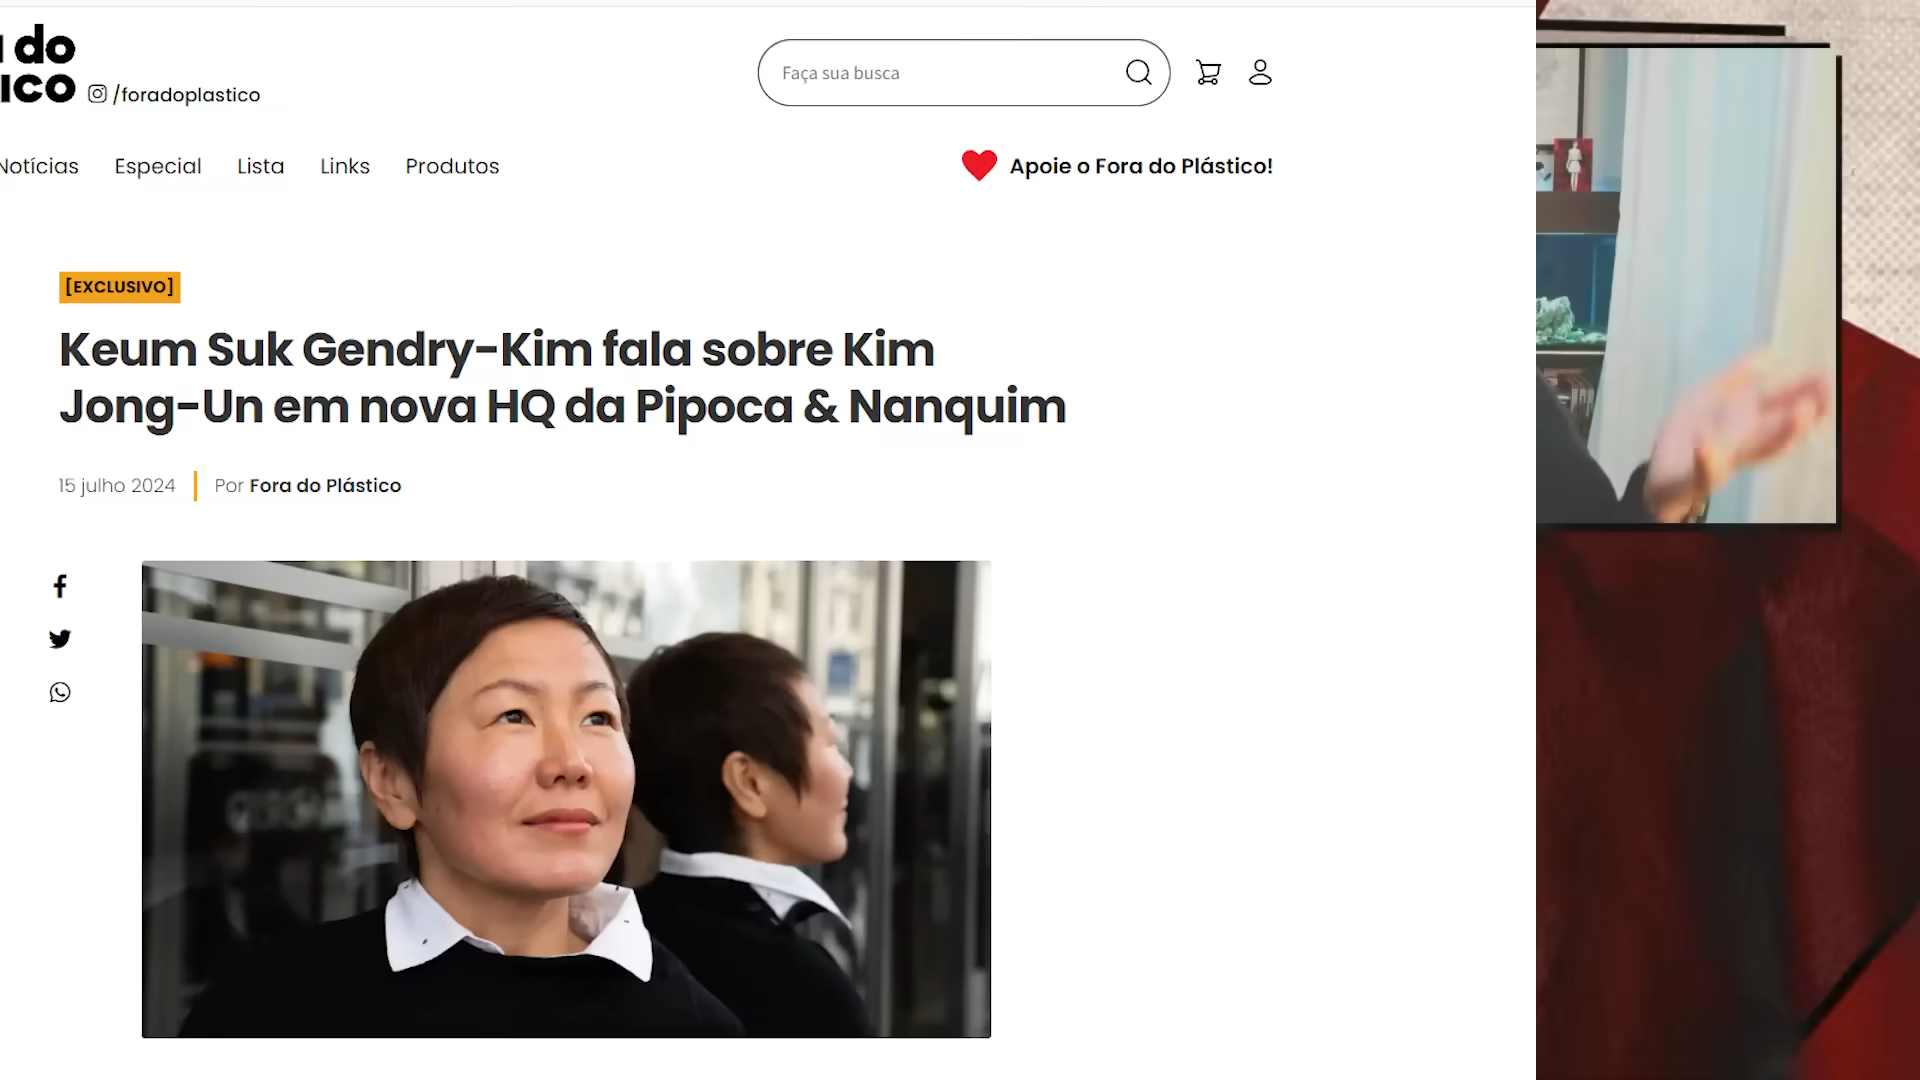 do
ico
/foradoplastico
Faça sua busca
Notícias
Especial
Lista
Links
Produtos
Apoie o Fora do Plástico!
[EXCLUSIVO]
Keum Suk Gendry-Kim fala sobre Kim
Jong-Un em nova HQ da Pipoca & Nanquim
15 julho 2024
Por Fora do Plástico